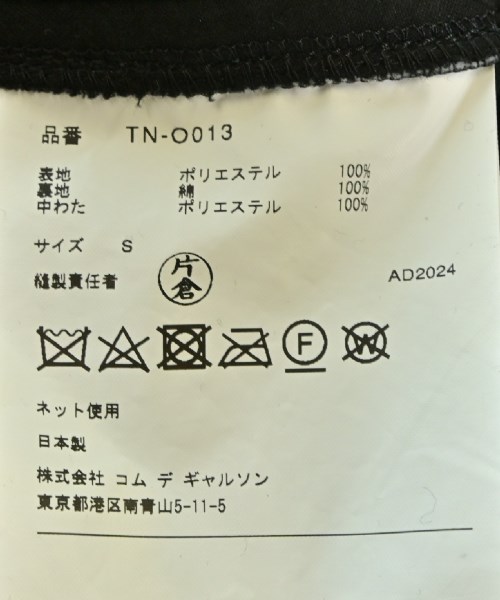 品番 TN-O013
表地 ポリエステル 100%
裏地 綿 100%
中わた ポリエステル 100%
サイズ S
縫製責任者 片倉
AD2024
F W
ネット使用
日本製
株式会社 コム デ ギャルソン
東京都港区南青山5-11-5